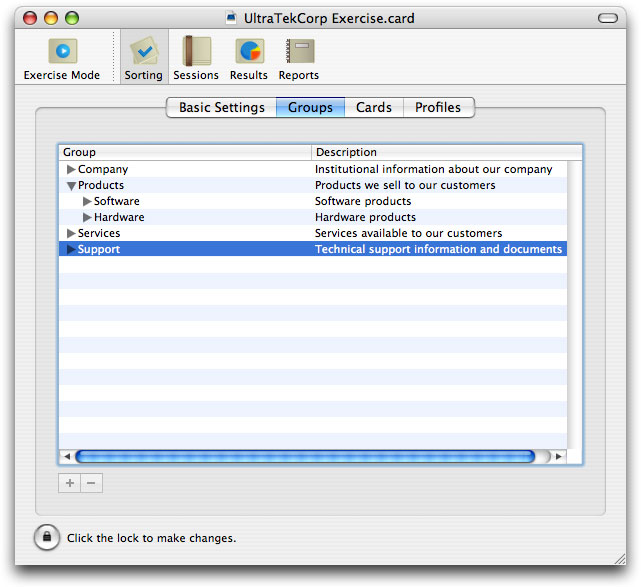 UltraTekCorp Exercise.card
Exercise Mode Sorting Sessions Results Reports
Basic Settings Groups Cards Profiles
Group Description
Company Institutional information about our company
Products Products we sell to our customers
Software Software products
Hardware Hardware products
Services Services available to our customers
Support Technical support information and documents
+ −
Click the lock to make changes.